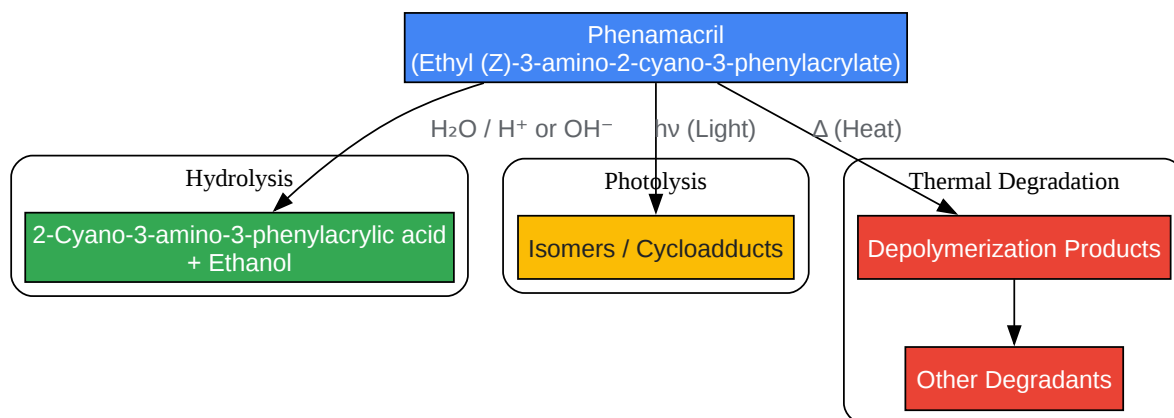 Phenamacril
(Ethyl (Z)-3-amino-2-cyano-3-phenylacrylate)
H₂O / H⁺ or OH⁻
hν (Light)
Δ (Heat)
Hydrolysis
Photolysis
Thermal Degradation
2-Cyano-3-amino-3-phenylacrylic acid
+ Ethanol
Isomers / Cycloadducts
Depolymerization Products
Other Degradants